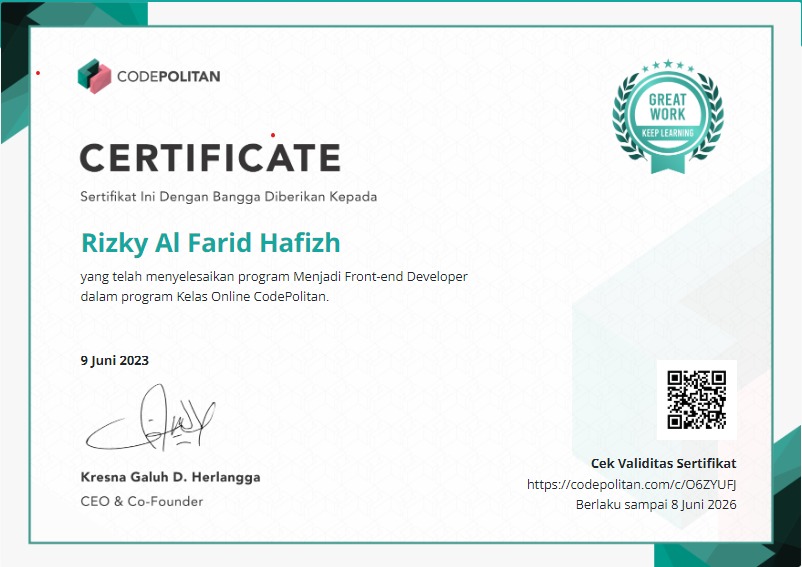 CODEPOLITAN
GREAT
WORK
KEEP LEARNING
CERTIFICATE
Sertifikat Ini Dengan Bangga Diberikan Kepada
Rizky Al Farid Hafizh
yang telah menyelesaikan program Menjadi Front-end Developer
dalam program Kelas Online CodePolitan.
9 Juni 2023
Kresna Galuh D. Herlangga
CEO & Co-Founder
Cek Validitas Sertifikat
https://codepolitan.com/c/O6ZYUFJ
Berlaku sampai 8 Juni 2026